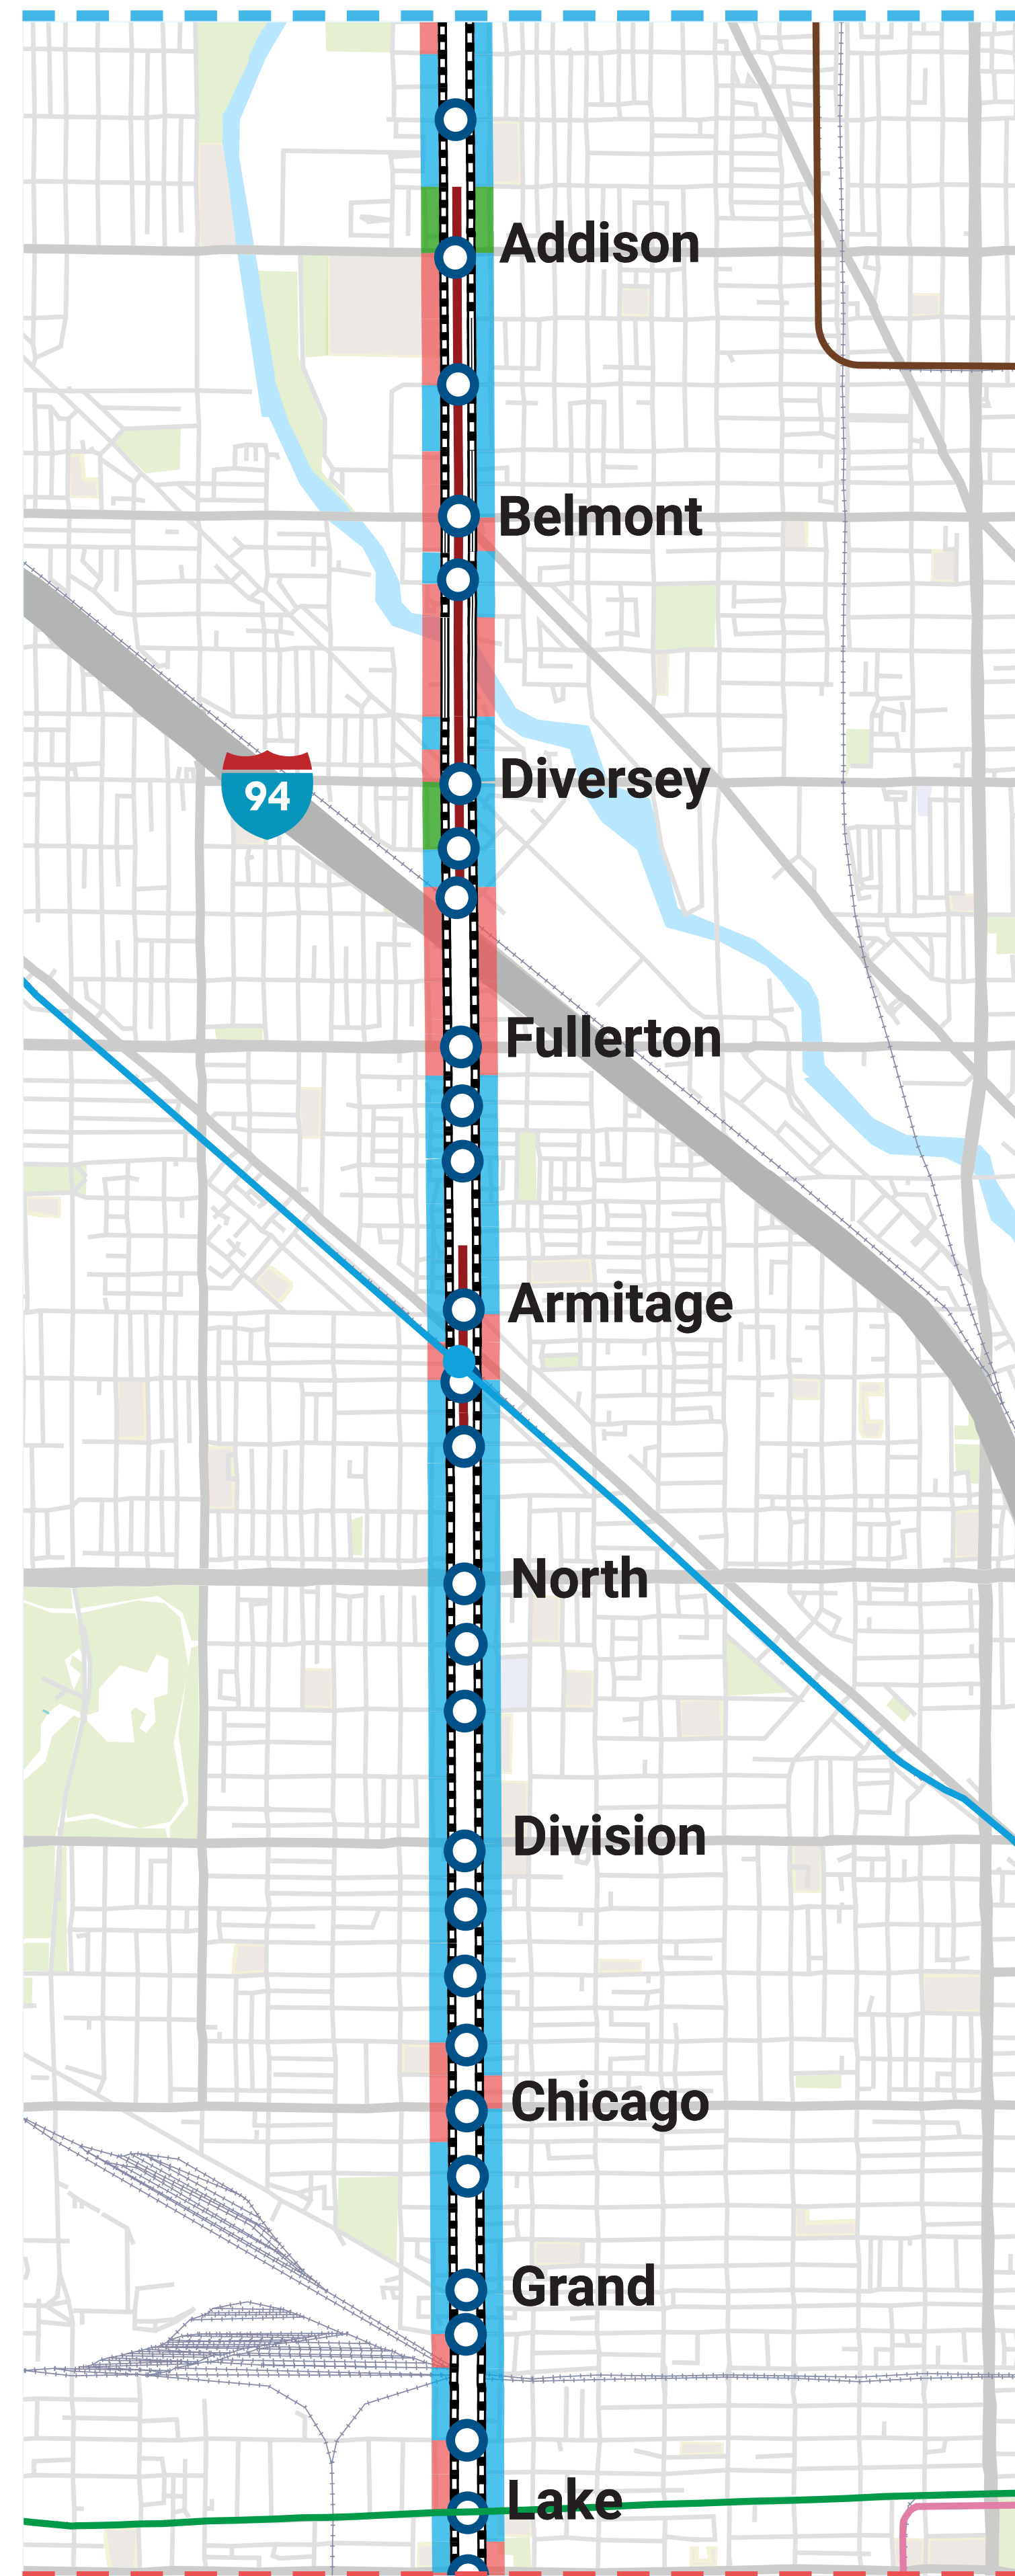 Addison
Belmont
Diversey
94
Fullerton
Armitage
North
Division
Chicago
Grand
Lake